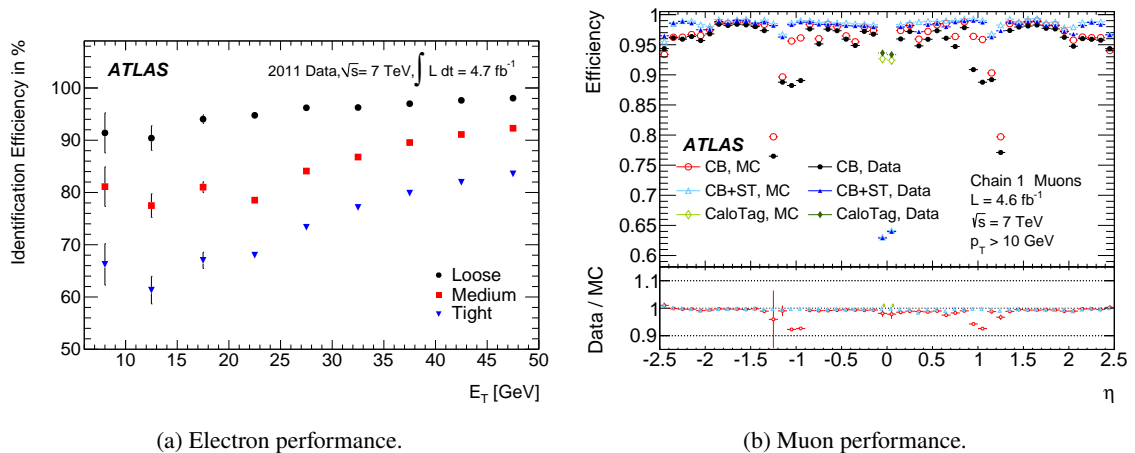 Identification Efficiency in %
110
100
90
80
70
60
50
ATLAS
2011 Data,√s= 7 TeV,∫ L dt = 4.7 fb⁻¹
Loose
Medium
Tight
10 15 20 25 30 35 40 45 50
E_T [GeV]
(a) Electron performance.
Efficiency
1
0.95
0.9
0.85
0.8
0.75
0.7
0.65
0.6
ATLAS
CB, MC CB, Data
CB+ST, MC CB+ST, Data
CaloTag, MC CaloTag, Data
Chain 1 Muons
L = 4.6 fb⁻¹
√s = 7 TeV
p_T > 10 GeV
Data / MC
1.1
1
0.9
-2.5 -2 -1.5 -1 -0.5 0 0.5 1 1.5 2 2.5
η
(b) Muon performance.